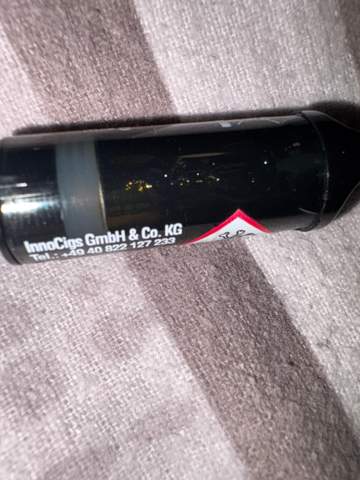 InnoCigs GmbH & Co. KG
Tel.: +49 40 822 127 233